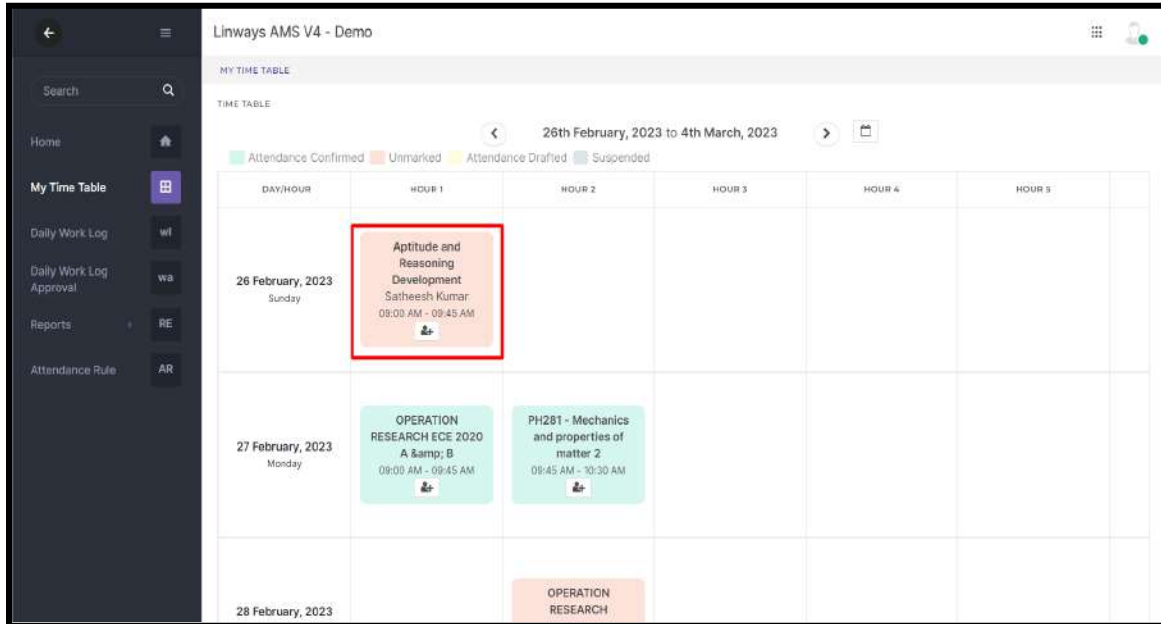 Linways AMS V4 - Demo
Search
Home
My Time Table
Daily Work Log
wl
Daily Work Log
Approval
wa
Reports
RE
Attendance Rule
AR
MY TIME TABLE
TIME TABLE
26th February, 2023 to 4th March, 2023
Attendance Confirmed Unmarked Attendance Drafted Suspended
DAY/HOUR HOUR 1 HOUR 2 HOUR 3 HOUR 4 HOUR 5
26 February, 2023
Sunday
Aptitude and
Reasoning
Development
Satheesh Kumar
09:00 AM - 09:45 AM
27 February, 2023
Monday
OPERATION
RESEARCH ECE 2020
A &amp; B
09:00 AM - 09:45 AM
PH281 - Mechanics
and properties of
matter 2
09:45 AM - 10:30 AM
28 February, 2023
OPERATION
RESEARCH